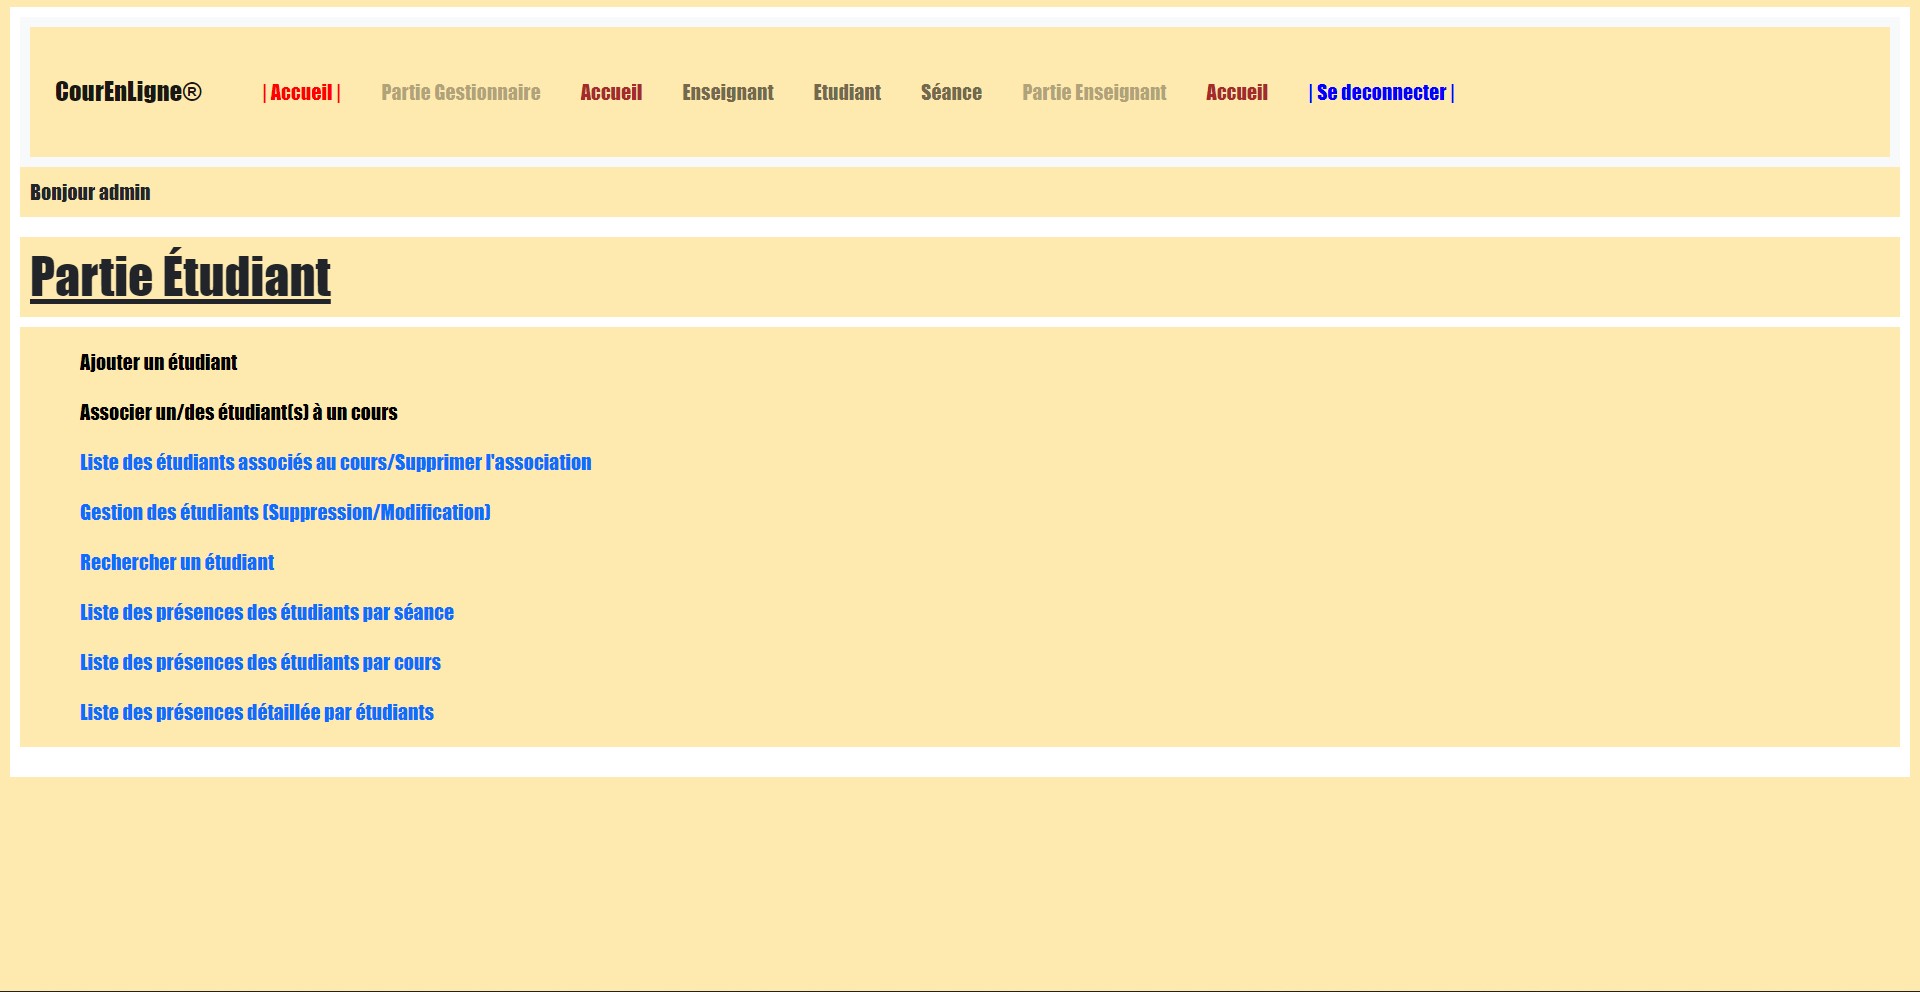 CourEnLigne® | Accueil | Partie Gestionnaire Accueil Enseignant Etudiant Séance Partie Enseignant Accueil | Se deconnecter |
Bonjour admin
Partie Étudiant
Ajouter un étudiant
Associer un/des étudiant(s) à un cours
Liste des étudiants associés au cours/Supprimer l'association
Gestion des étudiants (Suppression/Modification)
Rechercher un étudiant
Liste des présences des étudiants par séance
Liste des présences des étudiants par cours
Liste des présences détaillée par étudiants